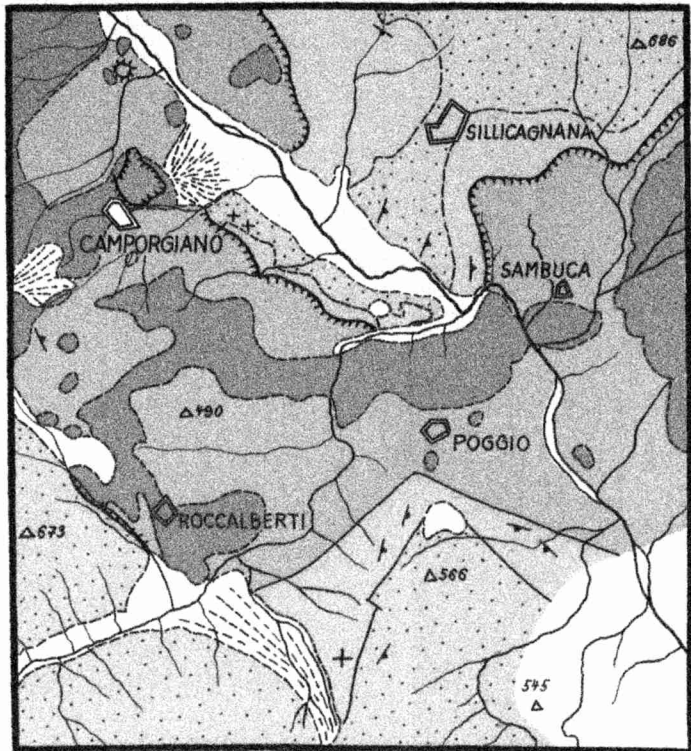 686
SILLICAGNANA
CAMPORGIANO
SAMBUCA
490
POGGIO
ROCCALBERTI
673
566
545